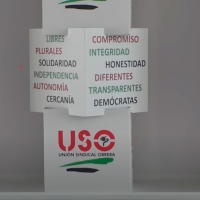 LIBRES
PLURALES
SOLIDARIDAD
INDEPENDENCIA
AUTONOMÍA
CERCANÍA
COMPROMISO
INTEGRIDAD
HONESTIDAD
DIFERENTES
TRANSPARENTES
DEMÓCRATAS
USO
UNIÓN SINDICAL OBRERA